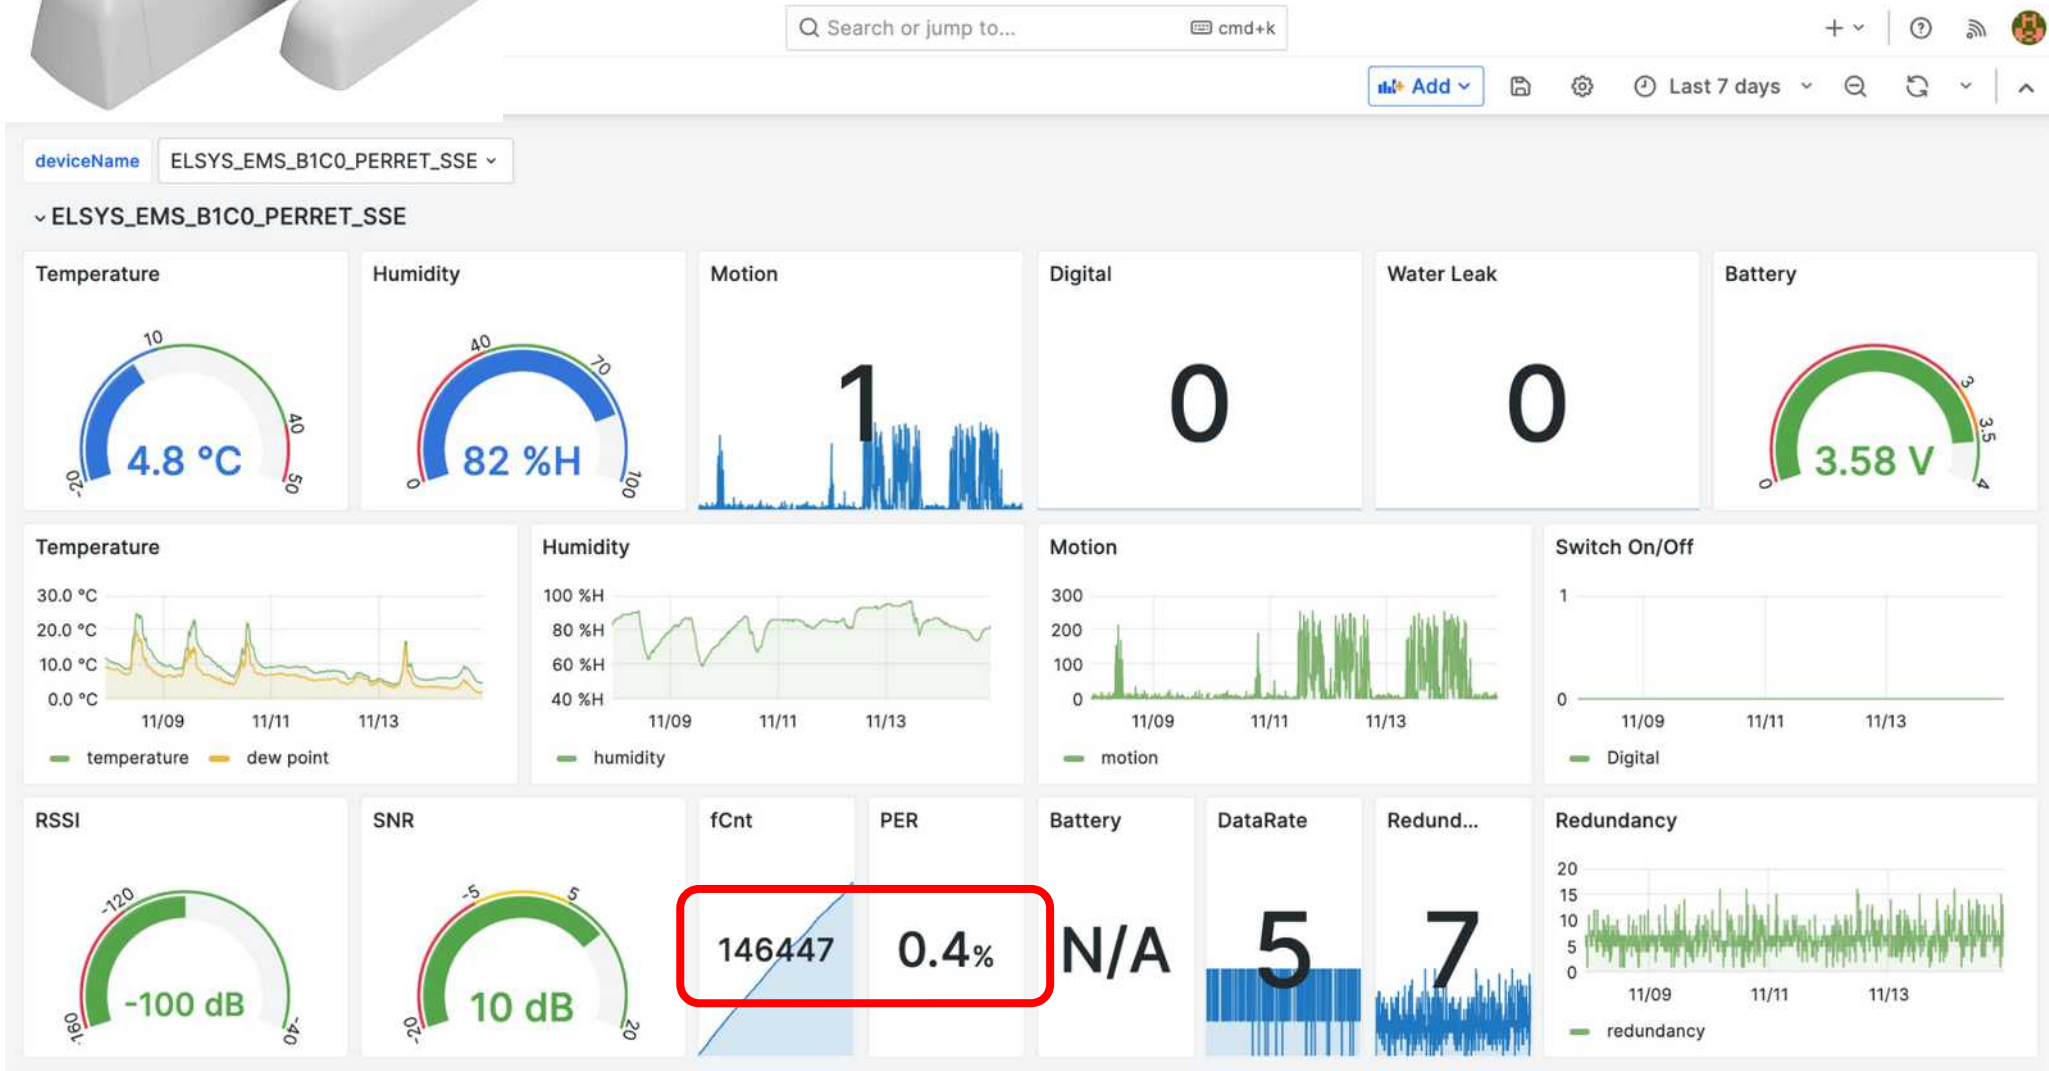 Search or jump to... cmd+k
Add Last 7 days
deviceName ELSYS_EMS_B1C0_PERRET_SSE
ELSYS_EMS_B1C0_PERRET_SSE
Temperature
10
40
-20
50
4.8 °C
Humidity
40
70
0
100
82 %H
Motion
1
Digital
0
Water Leak
0
Battery
3
3.5
0
4
3.58 V
Temperature
30.0 °C
20.0 °C
10.0 °C
0.0 °C
11/09 11/11 11/13
temperature dew point
Humidity
100 %H
80 %H
60 %H
40 %H
11/09 11/11 11/13
humidity
Motion
300
200
100
0
11/09 11/11 11/13
motion
Switch On/Off
1
0
11/09 11/11 11/13
Digital
RSSI
-120
-160
-40
-100 dB
SNR
-5
5
-20
20
10 dB
fCnt
146447
PER
0.4%
Battery
N/A
DataRate
5
Redund...
7
Redundancy
20
15
10
5
0
11/09 11/11 11/13
redundancy